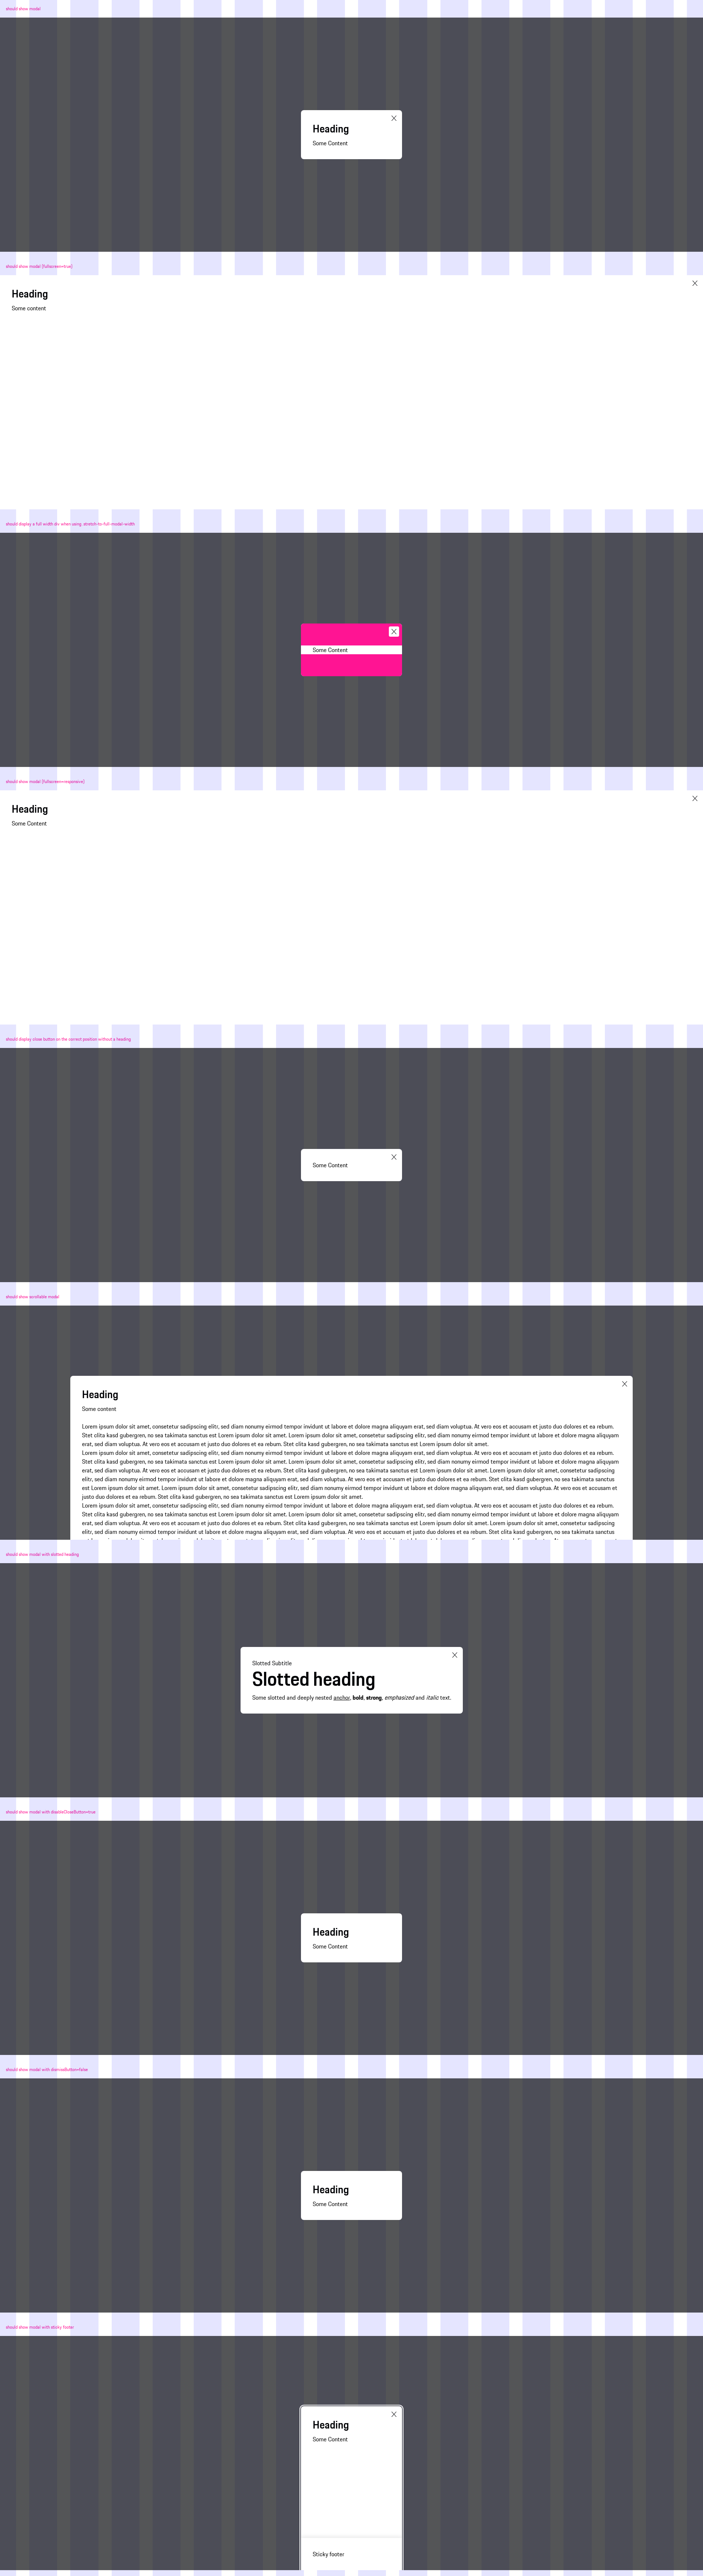 should show modal
Heading
Some Content
should show modal (fullscreen=true)
Heading
Some content
should display a full width div when using .stretch-to-full-modal-width
Some Content
should show modal (fullscreen=responsive)
Heading
Some Content
should display close button on the correct position without a heading
Some Content
should show scrollable modal
Heading
Some content
Lorem ipsum dolor sit amet, consetetur sadipscing elitr, sed diam nonumy eirmod tempor invidunt ut labore et dolore magna aliquyam erat, sed diam voluptua. At vero eos et accusam et justo duo dolores et ea rebum.
Stet clita kasd gubergren, no sea takimata sanctus est Lorem ipsum dolor sit amet. Lorem ipsum dolor sit amet, consetetur sadipscing elitr, sed diam nonumy eirmod tempor invidunt ut labore et dolore magna aliquyam
erat, sed diam voluptua. At vero eos et accusam et justo duo dolores et ea rebum. Stet clita kasd gubergren, no sea takimata sanctus est Lorem ipsum dolor sit amet.
Lorem ipsum dolor sit amet, consetetur sadipscing elitr, sed diam nonumy eirmod tempor invidunt ut labore et dolore magna aliquyam erat, sed diam voluptua. At vero eos et accusam et justo duo dolores et ea rebum.
Stet clita kasd gubergren, no sea takimata sanctus est Lorem ipsum dolor sit amet. Lorem ipsum dolor sit amet, consetetur sadipscing elitr, sed diam nonumy eirmod tempor invidunt ut labore et dolore magna aliquyam
erat, sed diam voluptua. At vero eos et accusam et justo duo dolores et ea rebum. Stet clita kasd gubergren, no sea takimata sanctus est Lorem ipsum dolor sit amet. Lorem ipsum dolor sit amet, consetetur sadipscing
elitr, sed diam nonumy eirmod tempor invidunt ut labore et dolore magna aliquyam erat, sed diam voluptua. At vero eos et accusam et justo duo dolores et ea rebum. Stet clita kasd gubergren, no sea takimata sanctus
est Lorem ipsum dolor sit amet. Lorem ipsum dolor sit amet, consetetur sadipscing elitr, sed diam nonumy eirmod tempor invidunt ut labore et dolore magna aliquyam erat, sed diam voluptua. At vero eos et accusam et
justo duo dolores et ea rebum. Stet clita kasd gubergren, no sea takimata sanctus est Lorem ipsum dolor sit amet.
Lorem ipsum dolor sit amet, consetetur sadipscing elitr, sed diam nonumy eirmod tempor invidunt ut labore et dolore magna aliquyam erat, sed diam voluptua. At vero eos et accusam et justo duo dolores et ea rebum.
Stet clita kasd gubergren, no sea takimata sanctus est Lorem ipsum dolor sit amet. Lorem ipsum dolor sit amet, consetetur sadipscing elitr, sed diam nonumy eirmod tempor invidunt ut labore et dolore magna aliquyam
erat, sed diam voluptua. At vero eos et accusam et justo duo dolores et ea rebum. Stet clita kasd gubergren, no sea takimata sanctus est Lorem ipsum dolor sit amet. Lorem ipsum dolor sit amet, consetetur sadipscing
elitr, sed diam nonumy eirmod tempor invidunt ut labore et dolore magna aliquyam erat, sed diam voluptua. At vero eos et accusam et justo duo dolores et ea rebum. Stet clita kasd gubergren, no sea takimata sanctus
should show modal with slotted heading
Slotted Subtitle
Slotted heading
Some slotted and deeply nested anchor, bold, strong, emphasized and italic text.
should show modal with disableCloseButton=true
Heading
Some Content
should show modal with dismissButton=false
Heading
Some Content
should show modal with sticky footer
Heading
Some Content
Sticky footer